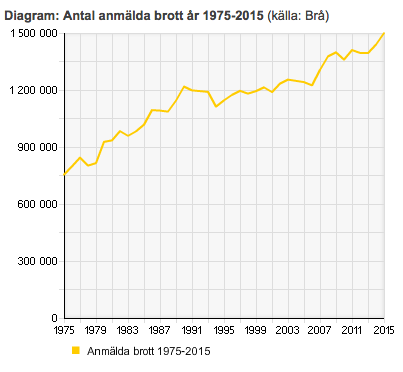 Diagram: Antal anmälda brott år 1975-2015 (källa: Brå)
1 500 000
1 200 000
900 000
600 000
300 000
0
1975 1979 1983 1987 1991 1995 1999 2003 2007 2011 2015
Anmälda brott 1975-2015